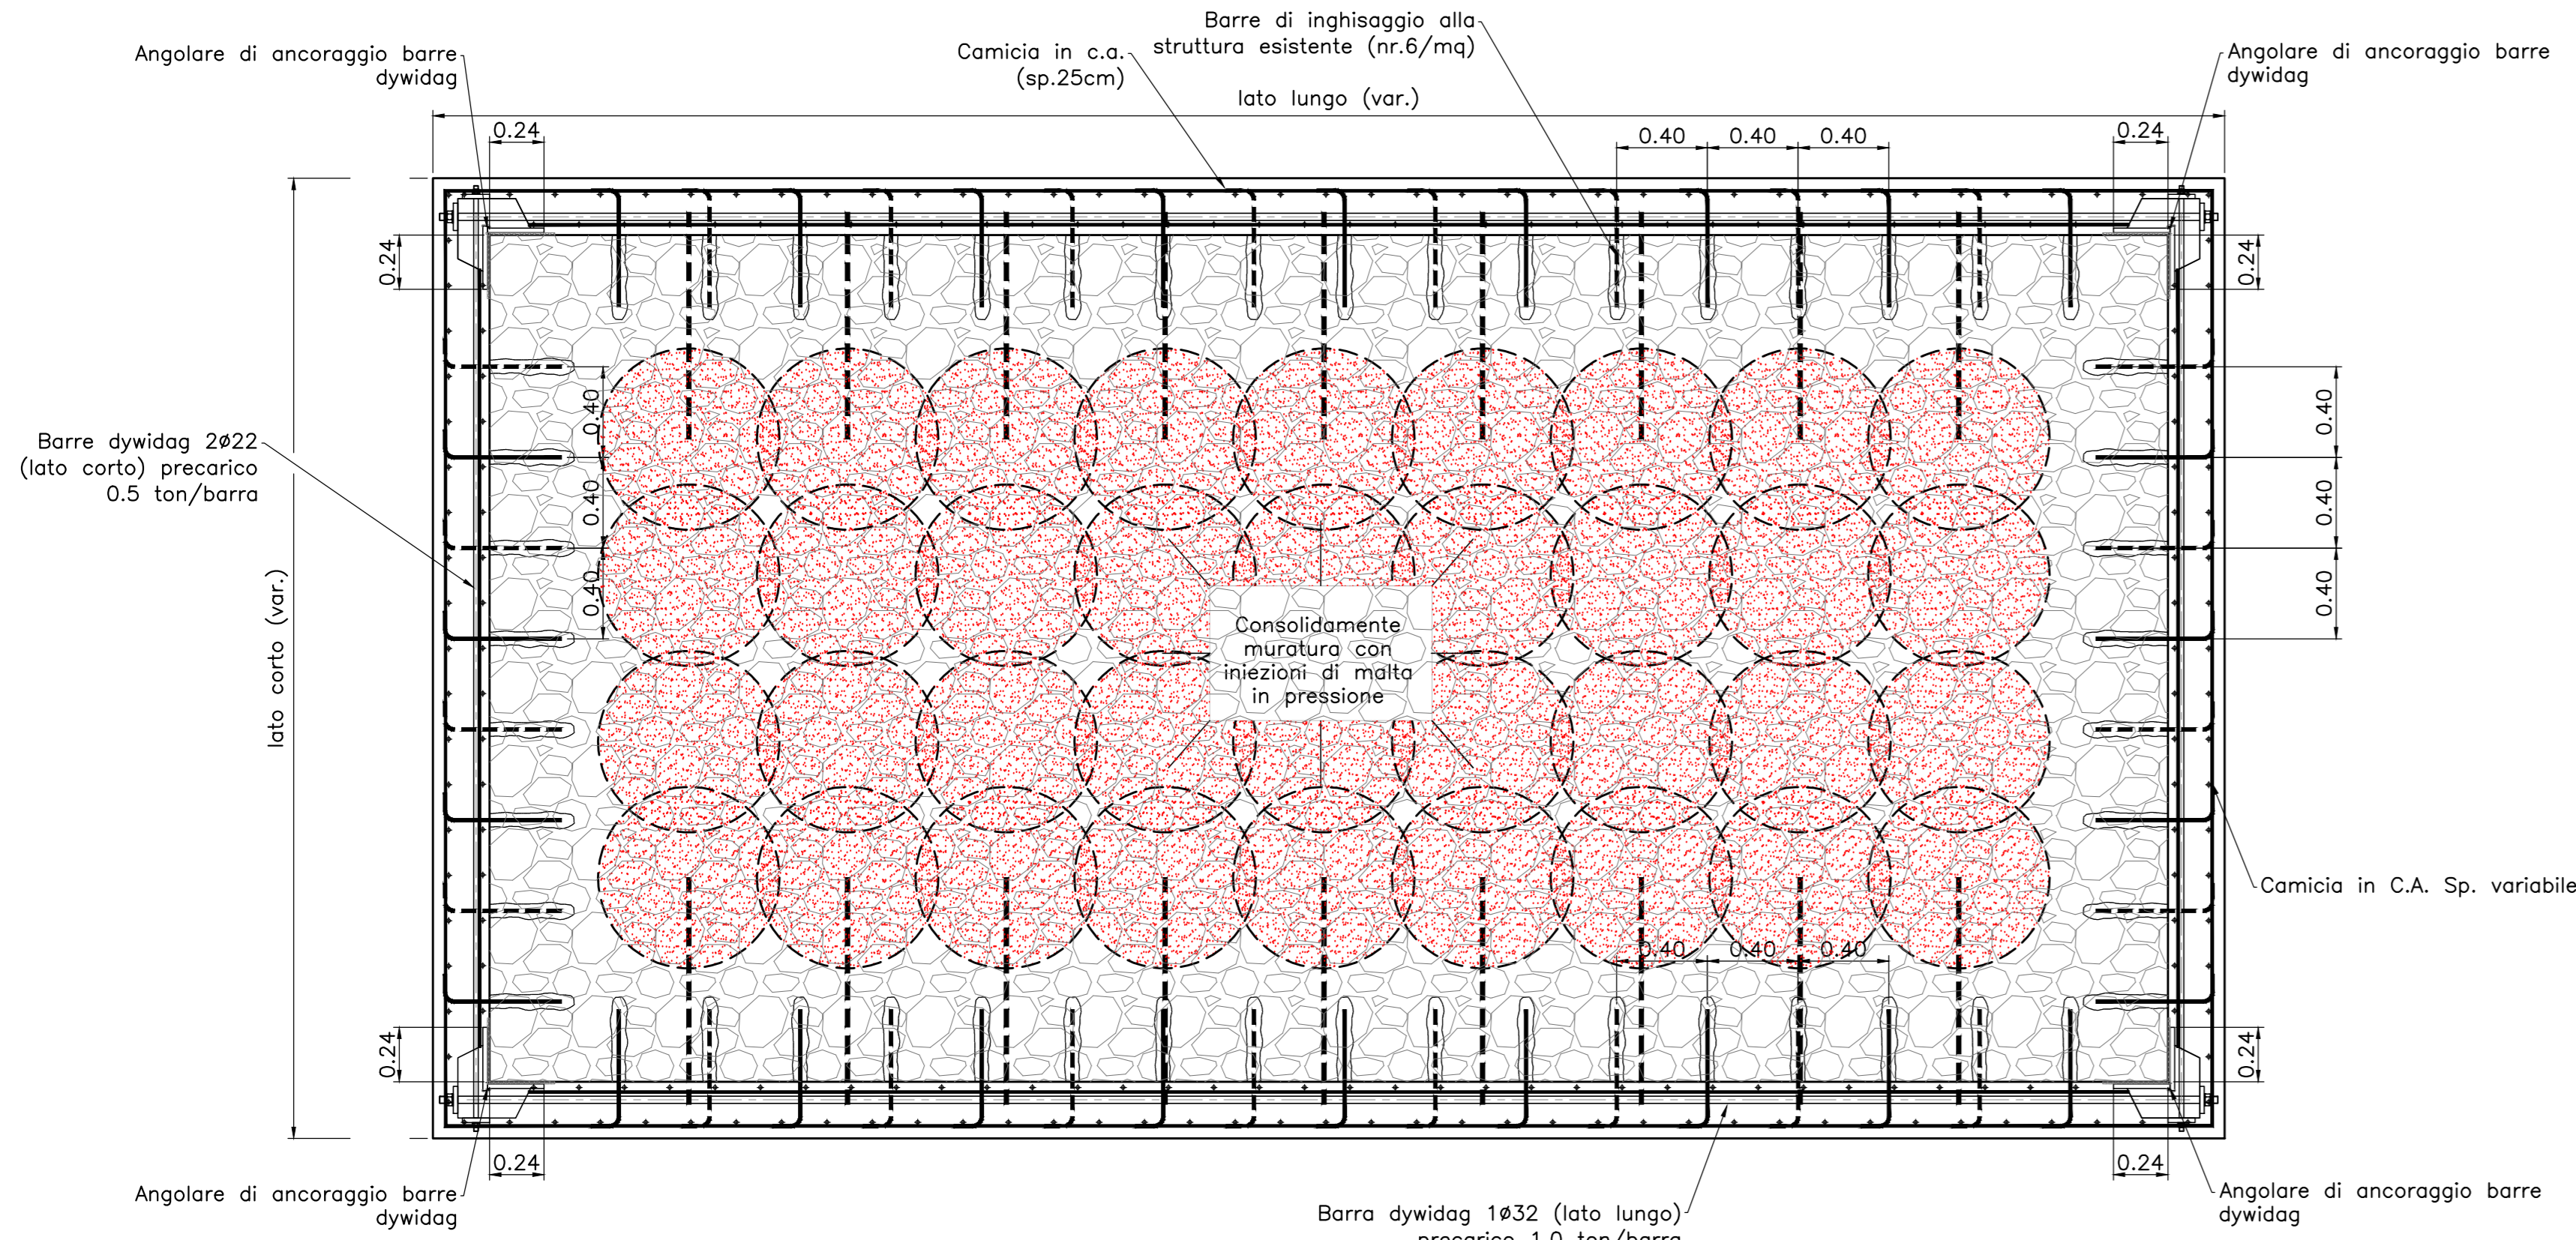 Barre di inghisaggio alla
struttura esistente (nr.6/mq)
Camicia in c.a.
(sp.25cm)
Angolare di ancoraggio barre
dywidag
Angolare di ancoraggio barre
dywidag
lato lungo (var.)
0.24
0.40
0.40
0.40
0.24
0.24
0.24
0.40
0.40
0.40
0.40
0.40
0.40
Barre dywidag 2ø22
(lato corto) precarico
0.5 ton/barra
lato corto (var.)
Consolidamente
muratura con
iniezioni di malta
in pressione
Camicia in C.A. Sp. variabile
0.40
0.40
0.40
0.24
0.24
0.24
0.24
Angolare di ancoraggio barre
dywidag
Angolare di ancoraggio barre
dywidag
Barra dywidag 1ø32 (lato lungo)
precarico 1.0 ton/barra